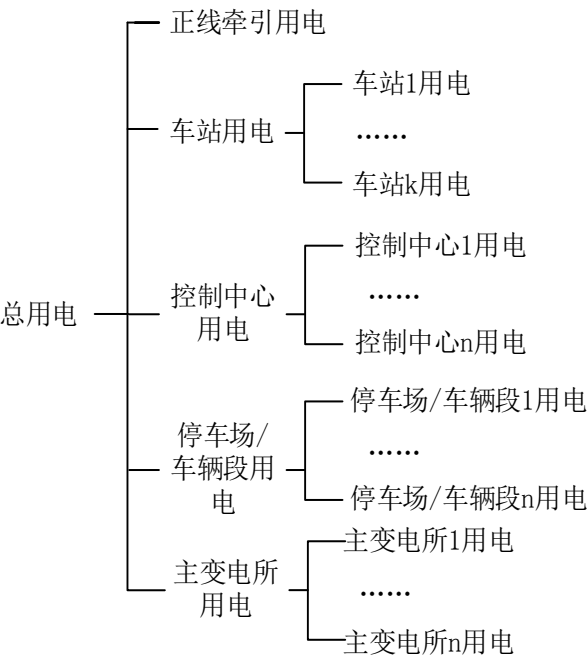 正线牵引用电
车站1用电
车站用电
……
车站k用电
控制中心1用电
控制中心
用电
……
控制中心n用电
总用电
停车场/车辆段1用电
停车场/
车辆段用
电
……
停车场/车辆段n用电
主变电所1用电
主变电所
用电
……
主变电所n用电